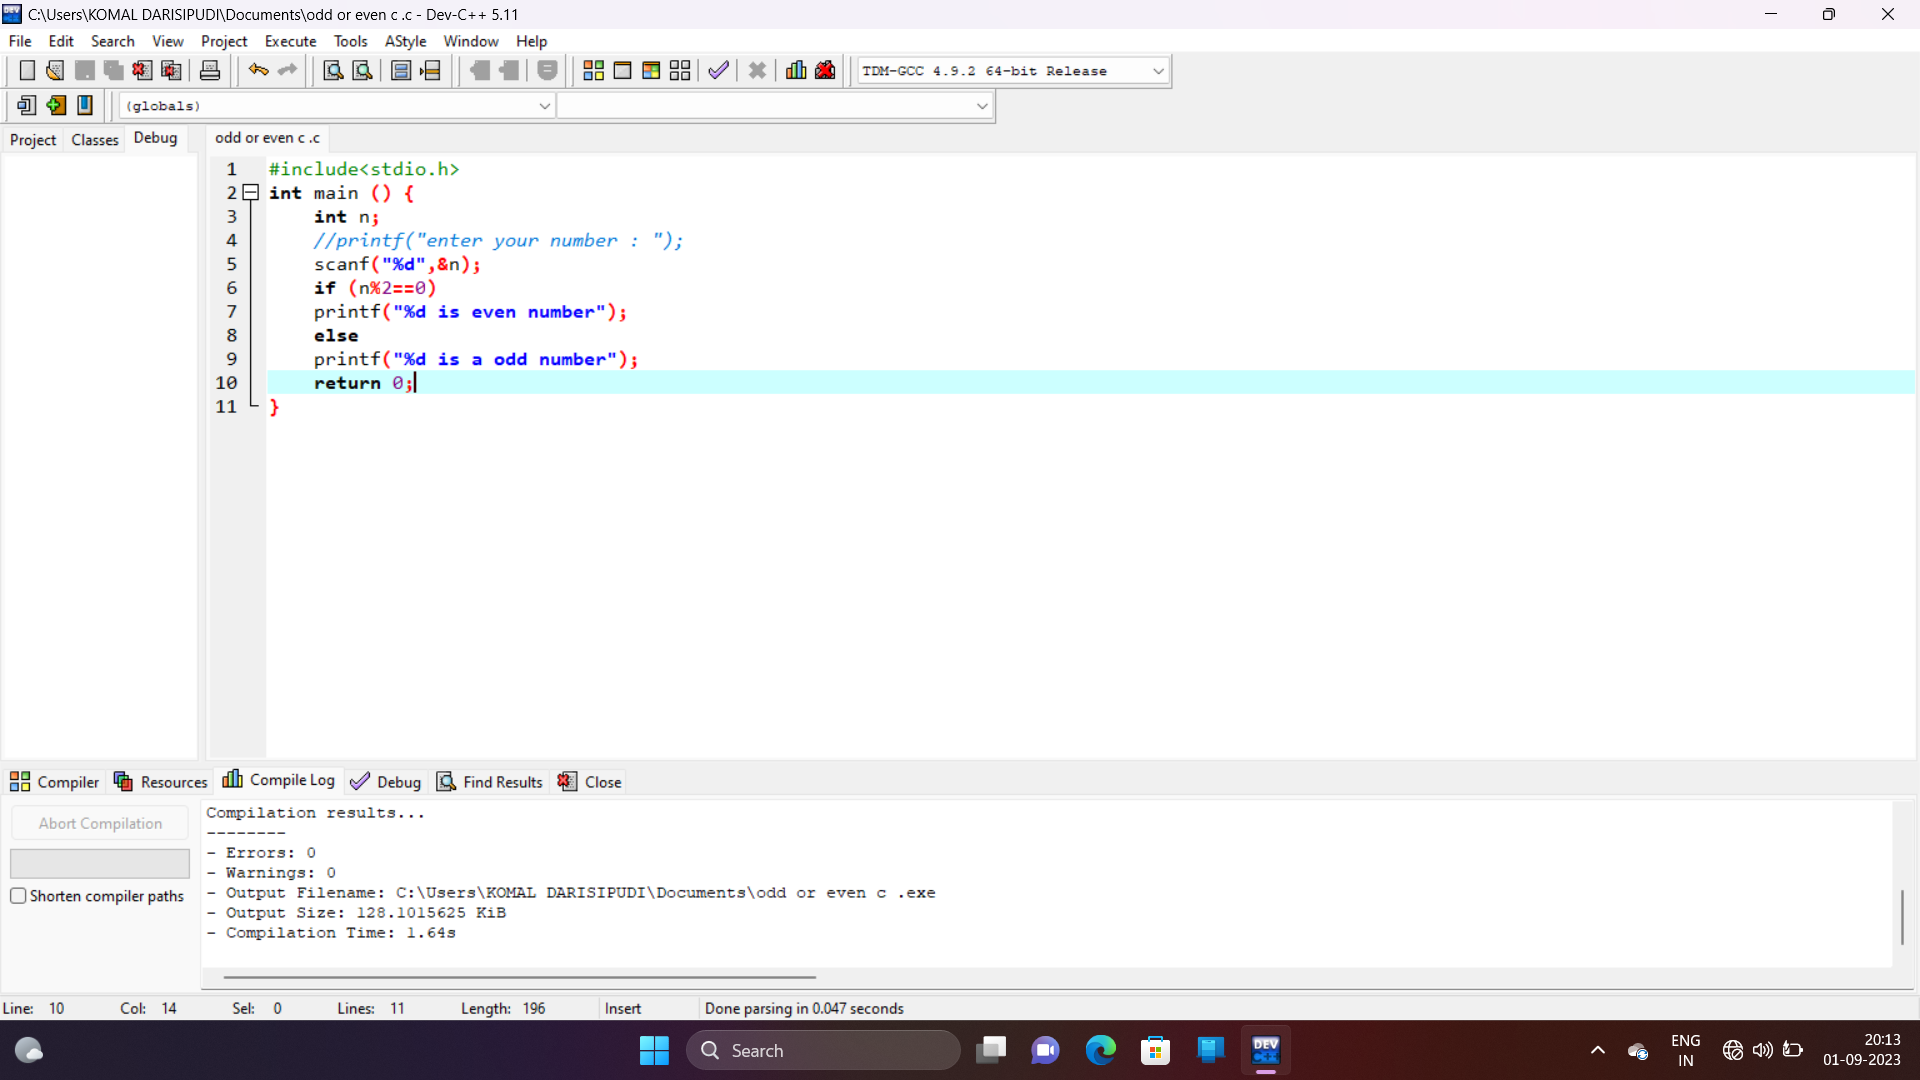 C:\Users\KOMAL DARISIPUDI\Documents\odd or even c .c - Dev-C++ 5.11
File Edit Search View Project Execute Tools AStyle Window Help
TDM-GCC 4.9.2 64-bit Release
(globals)
Project Classes Debug odd or even c .c
1 #include<stdio.h>
2 int main () {
3 int n;
4 //printf("enter your number : ");
5 scanf("%d",&n);
6 if (n%2==0)
7 printf("%d is even number");
8 else
9 printf("%d is a odd number");
10 return 0;
11 }
Compiler Resources Compile Log Debug Find Results Close
Abort Compilation
Shorten compiler paths
Compilation results...
--------
- Errors: 0
- Warnings: 0
- Output Filename: C:\Users\KOMAL DARISIPUDI\Documents\odd or even c .exe
- Output Size: 128.1015625 KiB
- Compilation Time: 1.64s
Line: 10 Col: 14 Sel: 0 Lines: 11 Length: 196 Insert Done parsing in 0.047 seconds
Search
DEV C++
ENG
IN
20:13
01-09-2023